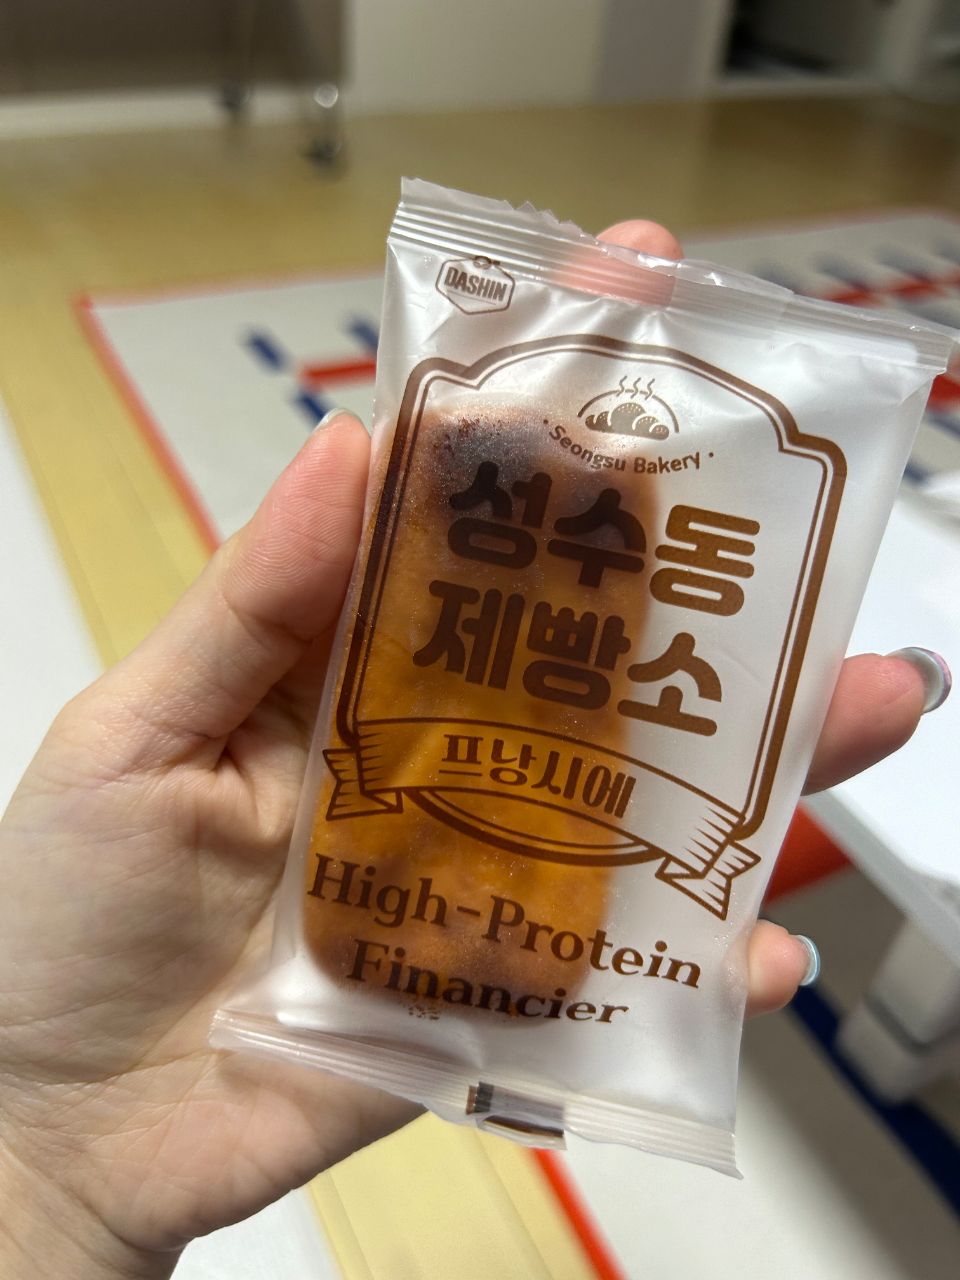 DASHIN
Seongsu Bakery
성수동
제빵소
프낭시에
High-Protein
Financier